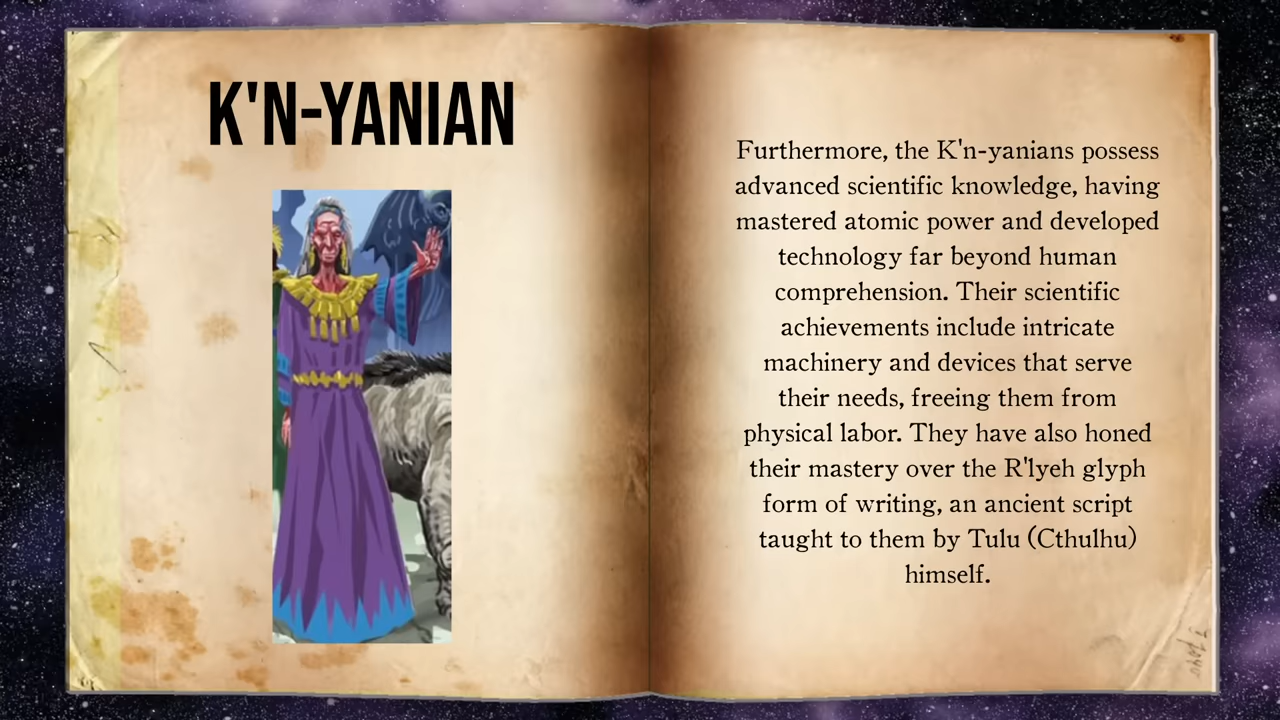 K'N-YANIAN
Furthermore, the K'n-yanians possess
advanced scientific knowledge, having
mastered atomic power and developed
technology far beyond human
comprehension. Their scientific
achievements include intricate
machinery and devices that serve
their needs, freeing them from
physical labor. They have also honed
their mastery over the R'lyeh glyph
form of writing, an ancient script
taught to them by Tulu (Cthulhu)
himself.